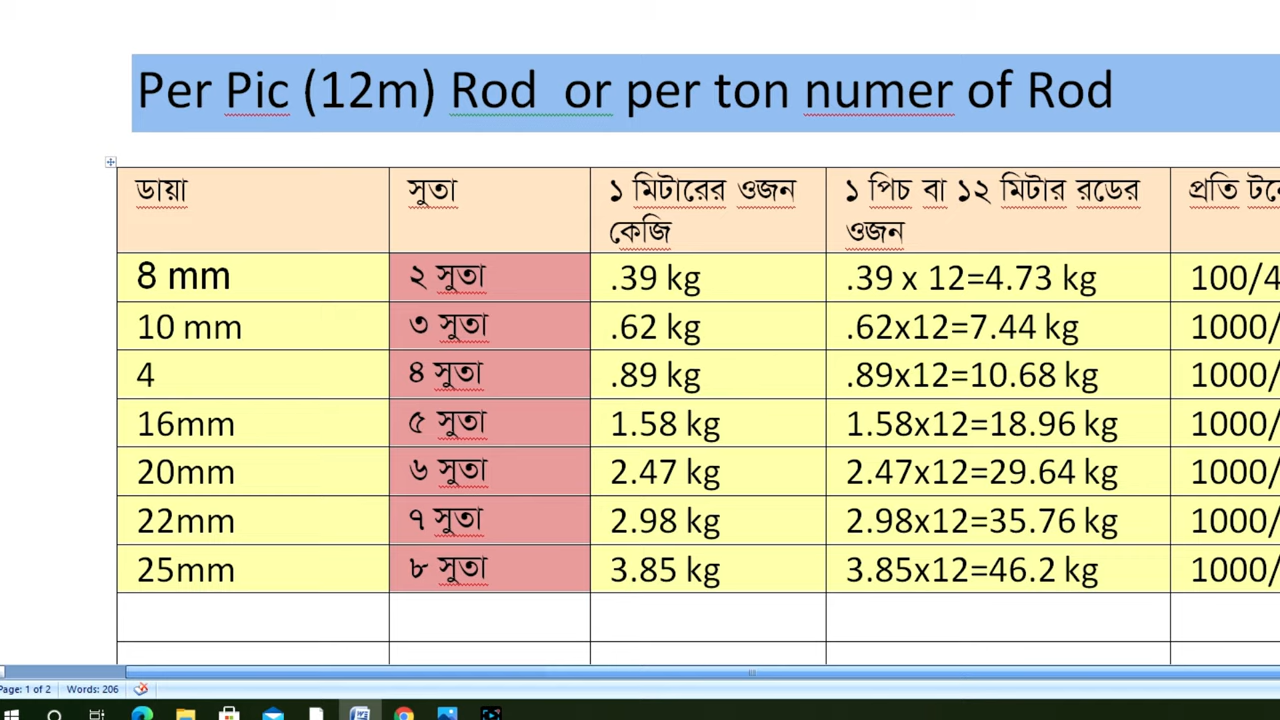 Per Pic (12m) Rod or per ton numer of Rod
ডায়া সুতা ১ মিটারের ওজন ১ পিচ বা ১২ মিটার রডের প্রতি
কেজি ওজন
8 mm ২ সুতা .39 kg .39 x 12=4.73 kg 100/4
10 mm ৩ সুতা .62 kg .62x12=7.44 kg 1000/
4 ৪ সুতা .89 kg .89x12=10.68 kg 1000/
16mm ৫ সুতা 1.58 kg 1.58x12=18.96 kg 1000/
20mm ৬ সুতা 2.47 kg 2.47x12=29.64 kg 1000/
22mm ৭ সুতা 2.98 kg 2.98x12=35.76 kg 1000/
25mm ৮ সুতা 3.85 kg 3.85x12=46.2 kg 1000/
Page: 1 of 2 Words: 206